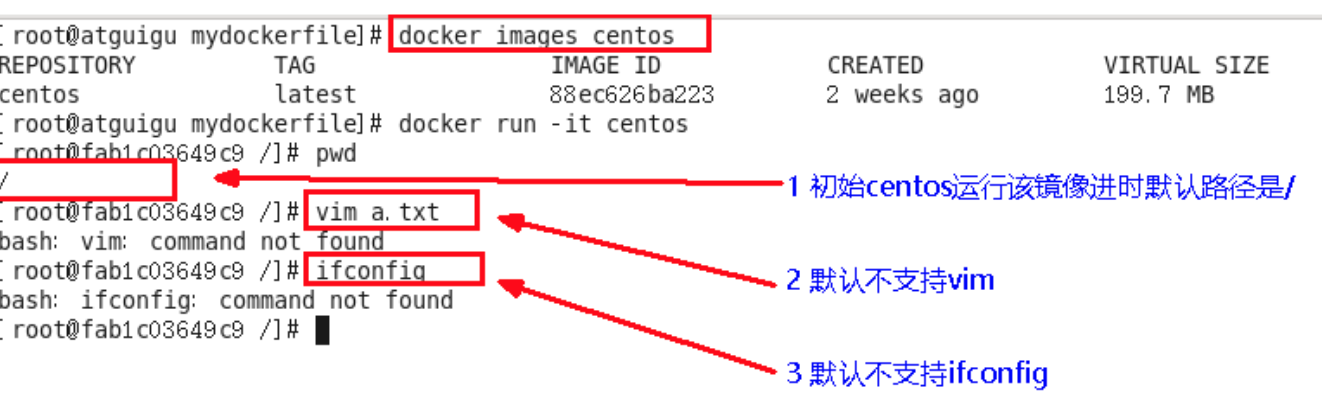 [root@atguigu mydockerfile]# docker images centos
REPOSITORY TAG IMAGE ID CREATED VIRTUAL SIZE
centos latest 88ec626ba223 2 weeks ago 199.7 MB
[root@atguigu mydockerfile]# docker run -it centos
[root@fab1c03649c9 /]# pwd
/
1 初始centos运行该镜像进时默认路径是/
[root@fab1c03649c9 /]# vim a.txt
bash: vim: command not found
[root@fab1c03649c9 /]# ifconfig
2 默认不支持vim
bash: ifconfig: command not found
[root@fab1c03649c9 /]#
3 默认不支持ifconfig